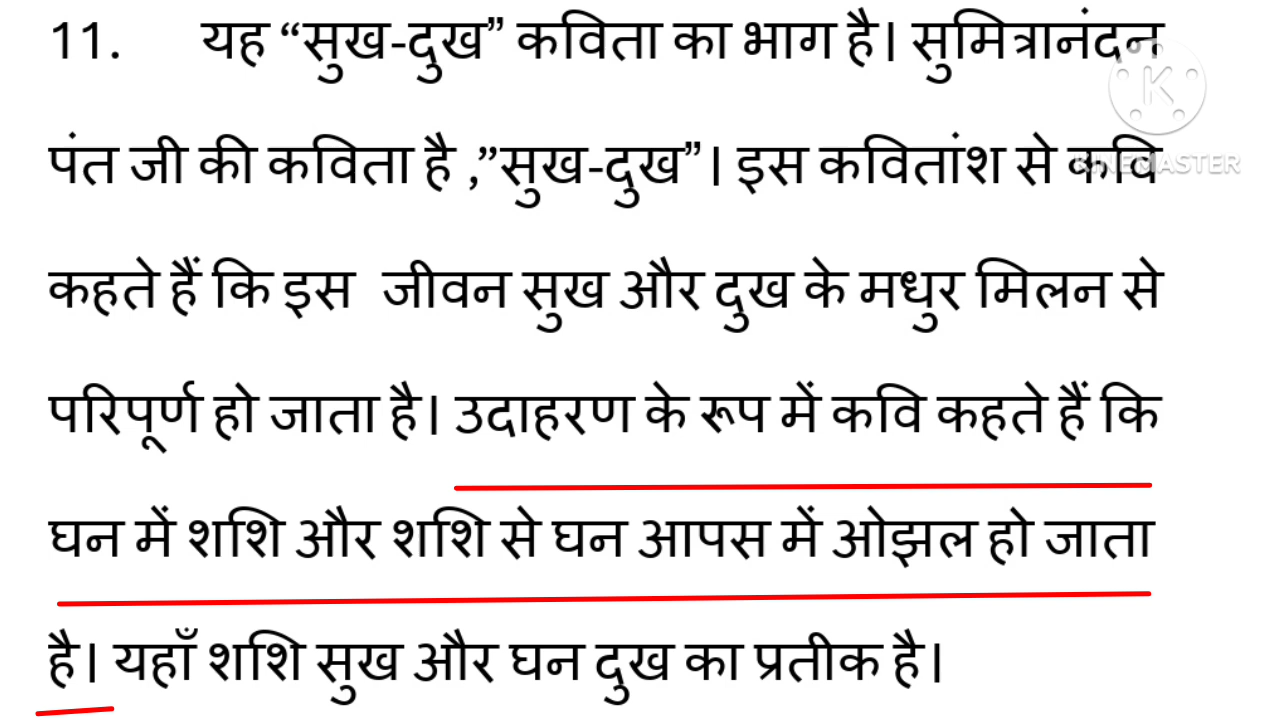 11. यह “सुख-दुख” कविता का भाग है। सुमित्रानंदन
पंत जी की कविता है ,”सुख-दुख”। इस कवितांश से कवि
कहते हैं कि इस जीवन सुख और दुख के मधुर मिलन से
परिपूर्ण हो जाता है। उदाहरण के रूप में कवि कहते हैं कि
घन में शशि और शशि से घन आपस में ओझल हो जाता
है। यहाँ शशि सुख और घन दुख का प्रतीक है।
K
KINEMASTER